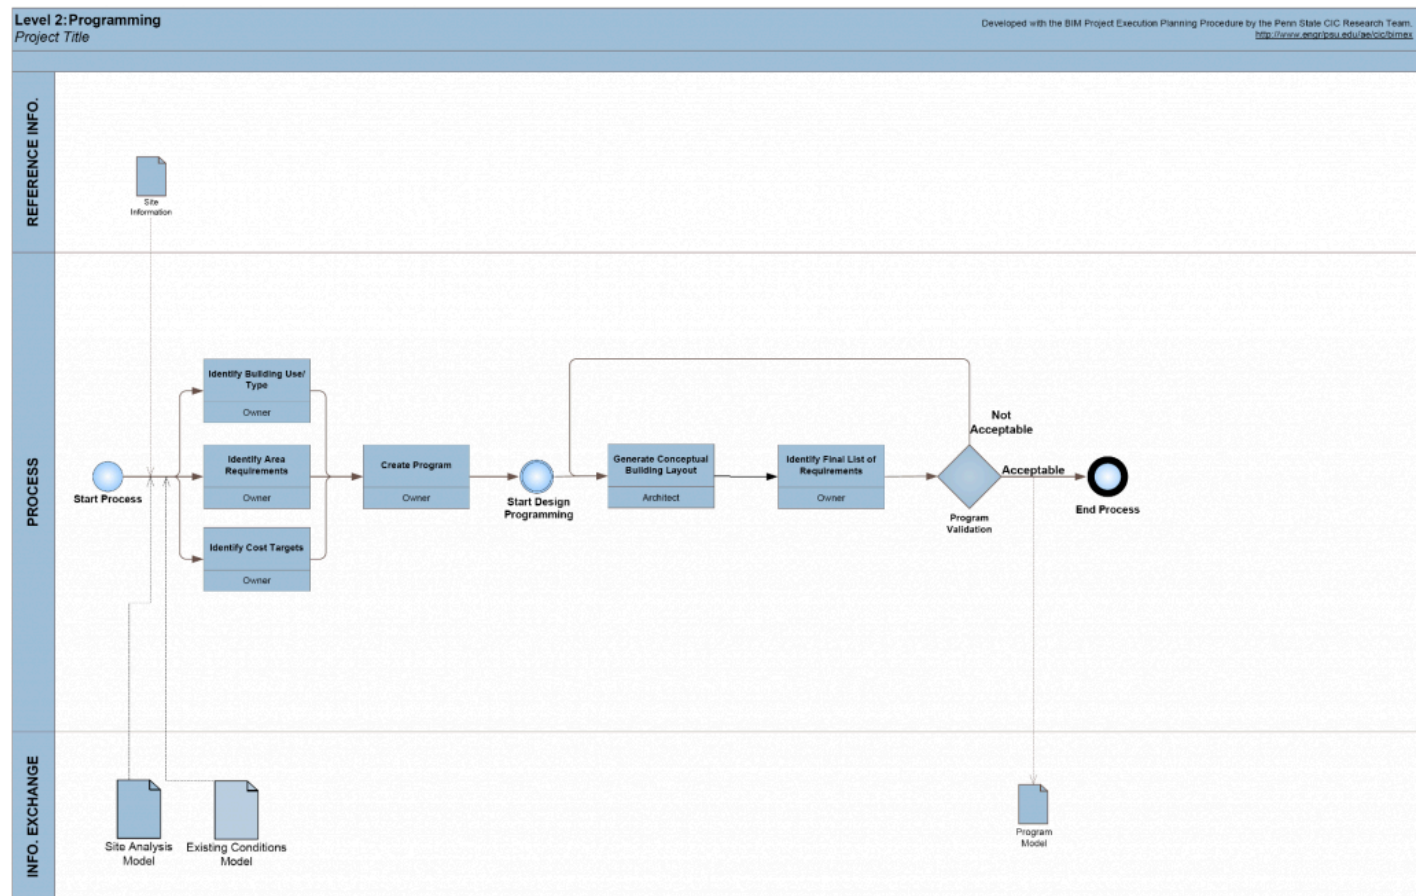 Level 2:Programming
Project Title
Developed with the BIM Project Execution Planning Procedure by the Penn State CIC Research Team.
http://www.engr/psu.edu/ae/cic/bimex
REFERENCE INFO.
Site
Information
PROCESS
Start Process
Identify Building Use/
Type
Owner
Identify Area
Requirements
Owner
Identify Cost Targets
Owner
Create Program
Owner
Start Design
Programming
Generate Conceptual
Building Layout
Architect
Identify Final List of
Requirements
Owner
Not
Acceptable
Acceptable
Program
Validation
End Process
INFO. EXCHANGE
Site Analysis
Model
Existing Conditions
Model
Program
Model